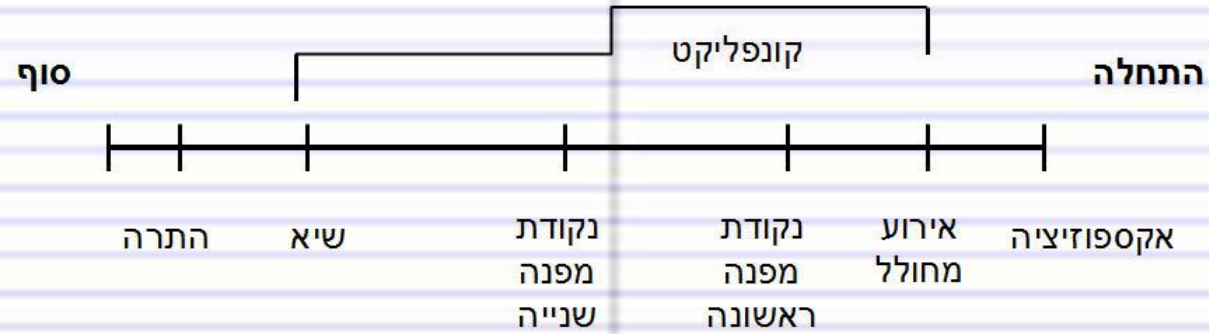 קונפליקט
התחלה
סוף
אקספוזיציה
אירוע
מחולל
נקודת
מפנה
ראשונה
נקודת
מפנה
שנייה
שיא
התרה